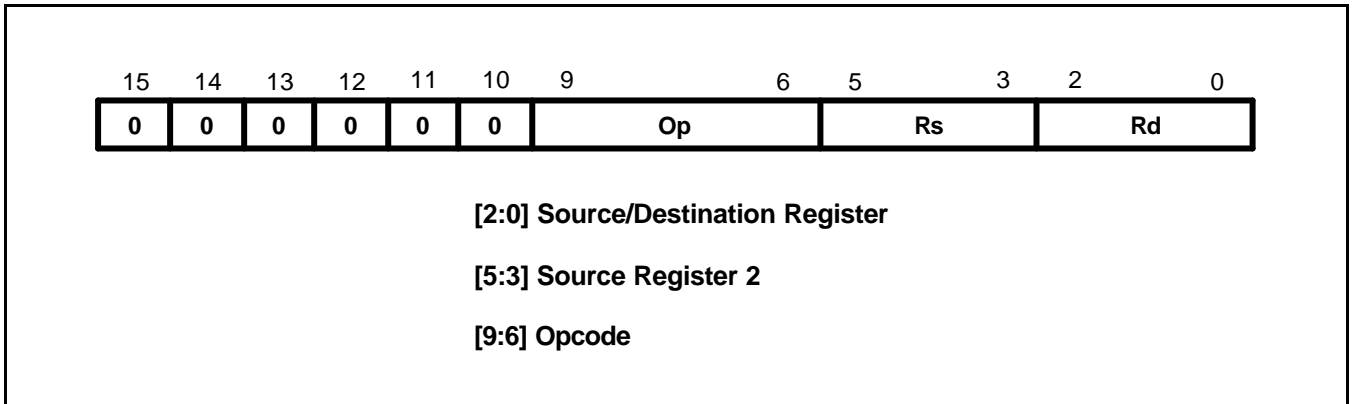 15 14 13 12 11 10 9 6 5 3 2 0
0 0 0 0 0 0 Op Rs Rd
[2:0] Source/Destination Register
[5:3] Source Register 2
[9:6] Opcode